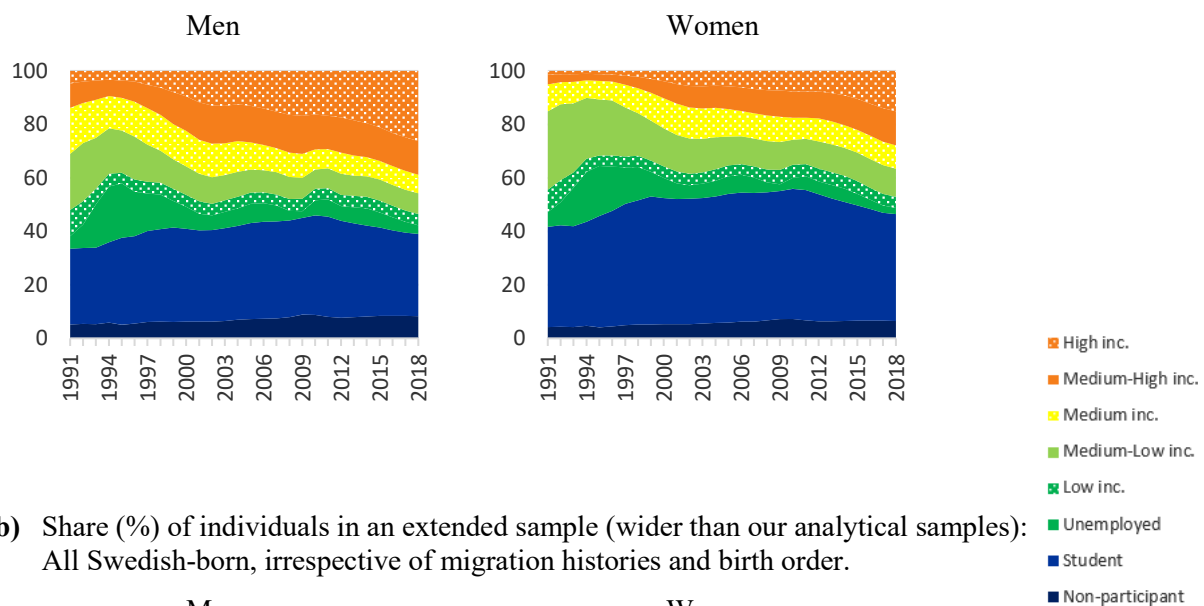 Men
Women
100
80
60
40
20
0
1991
1994
1997
2000
2003
2006
2009
2012
2015
2018
100
80
60
40
20
0
1991
1994
1997
2000
2003
2006
2009
2012
2015
2018
High inc.
Medium-High inc.
Medium inc.
Medium-Low inc.
Low inc.
Unemployed
Student
Non-participant
b) Share (%) of individuals in an extended sample (wider than our analytical samples):
All Swedish-born, irrespective of migration histories and birth order.